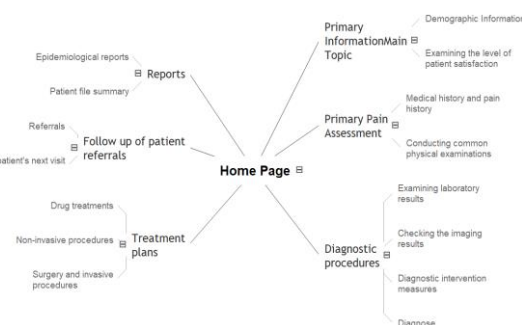 Home Page
Primary
InformationMain
Topic
Demographic Information
Examining the level of
patient satisfaction
Primary Pain
Assessment
Medical history and pain
history
Conducting common
physical examinations
Diagnostic
procedures
Examining laboratory
results
Checking the imaging
results
Diagnostic intervention
measures
Diagnose
Reports
Epidemiological reports
Patient file summary
Follow up of patient
referrals
Referrals
patient's next visit
Treatment
plans
Drug treatments
Non-invasive procedures
Surgery and invasive
procedures